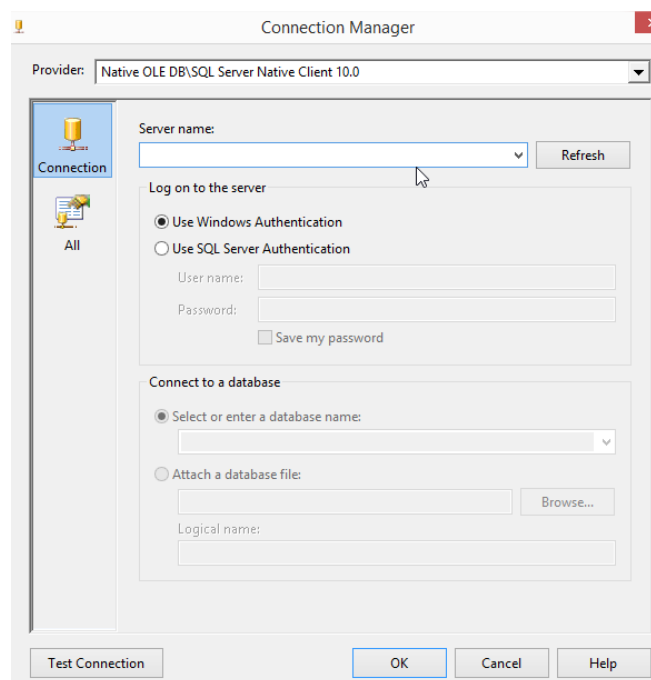 Connection Manager
Provider: Native OLE DB\SQL Server Native Client 10.0
Connection
All
Server name:
Refresh
Log on to the server
Use Windows Authentication
Use SQL Server Authentication
User name:
Password:
Save my password
Connect to a database
Select or enter a database name:
Attach a database file:
Browse...
Logical name:
Test Connection OK Cancel Help